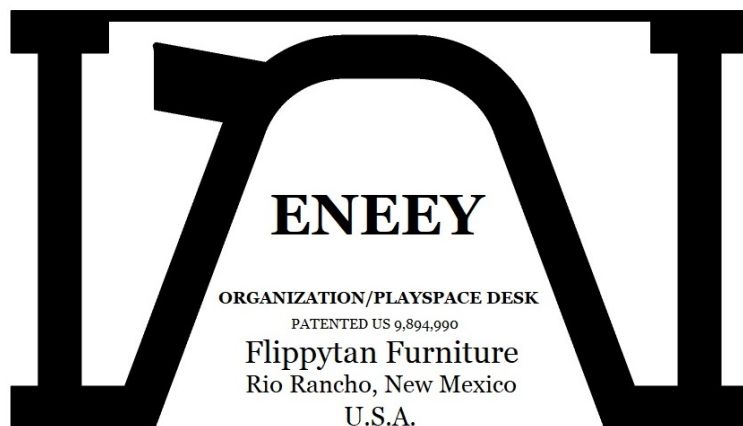 ENEEY
ORGANIZATION/PLAYSPACE DESK
PATENTED US 9,894,990
Flippytan Furniture
Rio Rancho, New Mexico
U.S.A.